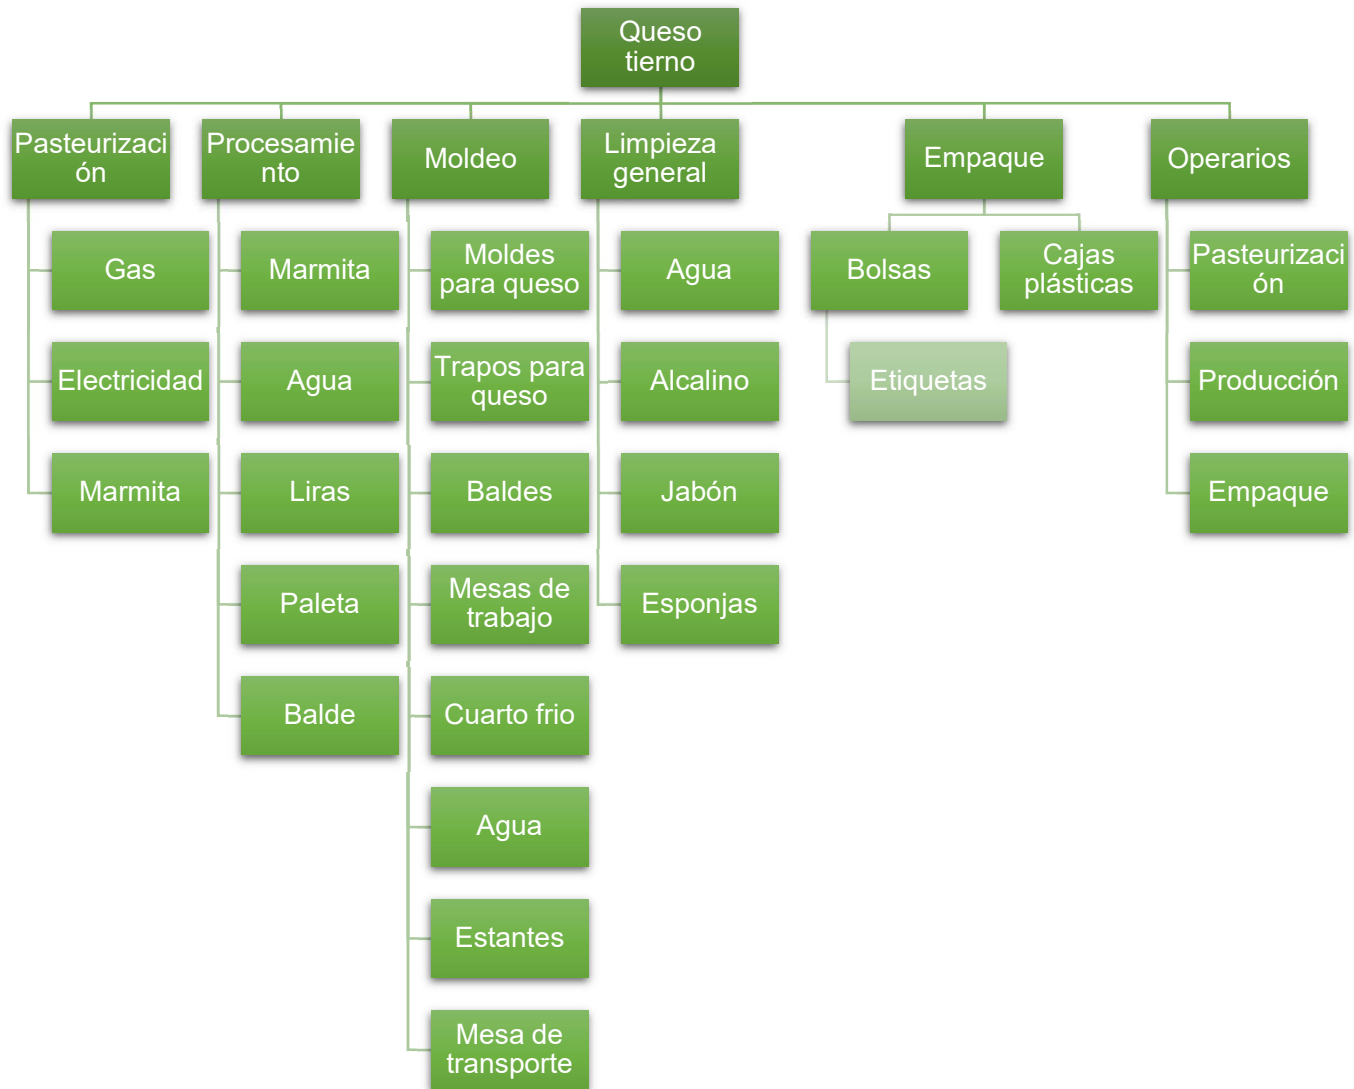 Queso
tierno
Pasteurizaci
ón
Procesamie
nto
Moldeo
Limpieza
general
Empaque
Operarios
Gas
Electricidad
Marmita
Marmita
Agua
Liras
Paleta
Balde
Moldes
para queso
Trapos para
queso
Baldes
Mesas de
trabajo
Cuarto frio
Agua
Estantes
Mesa de
transporte
Agua
Alcalino
Jabón
Esponjas
Bolsas
Etiquetas
Cajas
plásticas
Pasteurizaci
ón
Producción
Empaque